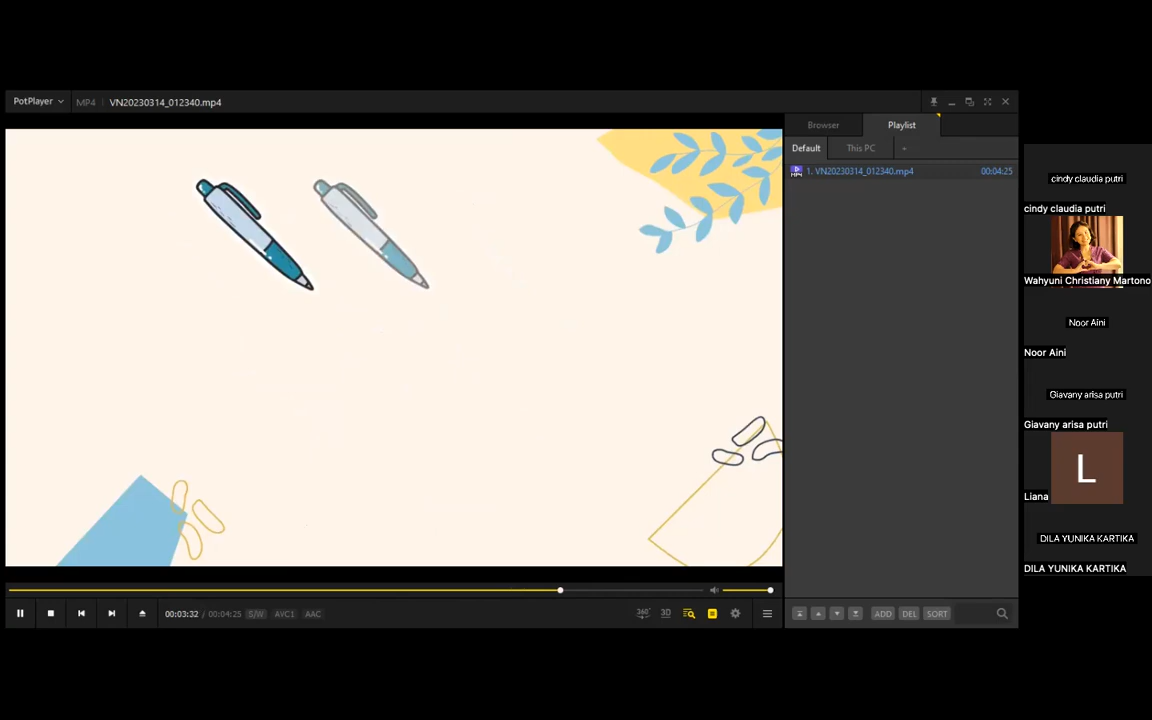 PotPlayer
MP4
VN20230314_012340.mp4
Browser
Playlist
Default
This PC
+
MP4
1. VN20230314_012340.mp4
00:04:25
00:03:32 / 00:04:25
S/W
AVC1
AAC
360°
3D
ADD
DEL
SORT
cindy claudia putri
cindy claudia putri
Wahyuni Christiany Martono
Noor Aini
Noor Aini
Giavany arisa putri
Giavany arisa putri
L
Liana
DILA YUNIKA KARTIKA
DILA YUNIKA KARTIKA